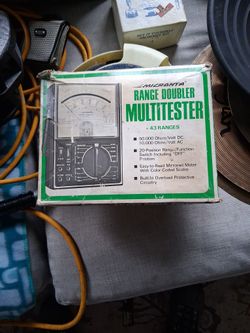 MICRONTA
RANGE DOUBLER
MULTITESTER
• 43 RANGES
• 50,000 Ohms/Volt DC,
10,000 Ohms/Volt AC
• 20-Position Range/Function
Switch Including "OFF"
Position
• Easy-to-Read Mirrored Meter
With Color-Coded Scales
• Built-In Overload Protective
Circuitry